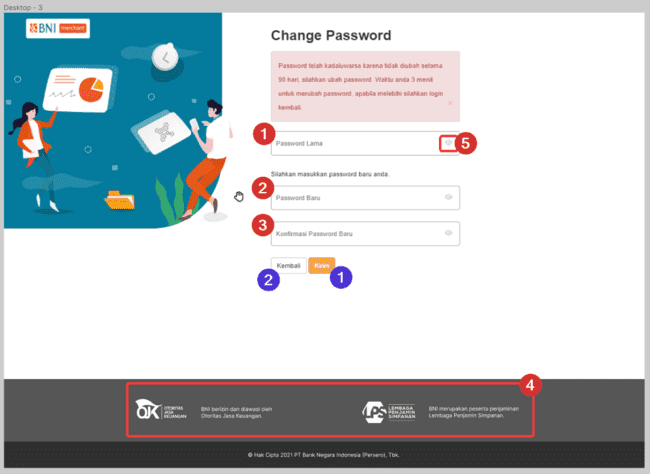 Desktop - 3
BNI merchant
Change Password
Password telah kadaluwarsa karena tidak diubah selama
90 hari, silahkan ubah password. Waktu anda 3 menit
untuk merubah password, apabila melebihi silahkan login
kembali.
×
1
Password Lama
5
Silahkan masukkan password baru anda.
2
Password Baru
3
Konfirmasi Password Baru
Kembali
Kirim
2
1
4
OJK
OTORITAS
JASA
KEUANGAN
BNI berizin dan diawasi oleh
Otoritas Jasa Keuangan.
LPS
LEMBAGA
PENJAMIN
SIMPANAN
BNI merupakan peserta penjaminan
Lembaga Penjamin Simpanan.
© Hak Cipta 2021 PT Bank Negara Indonesia (Persero), Tbk.